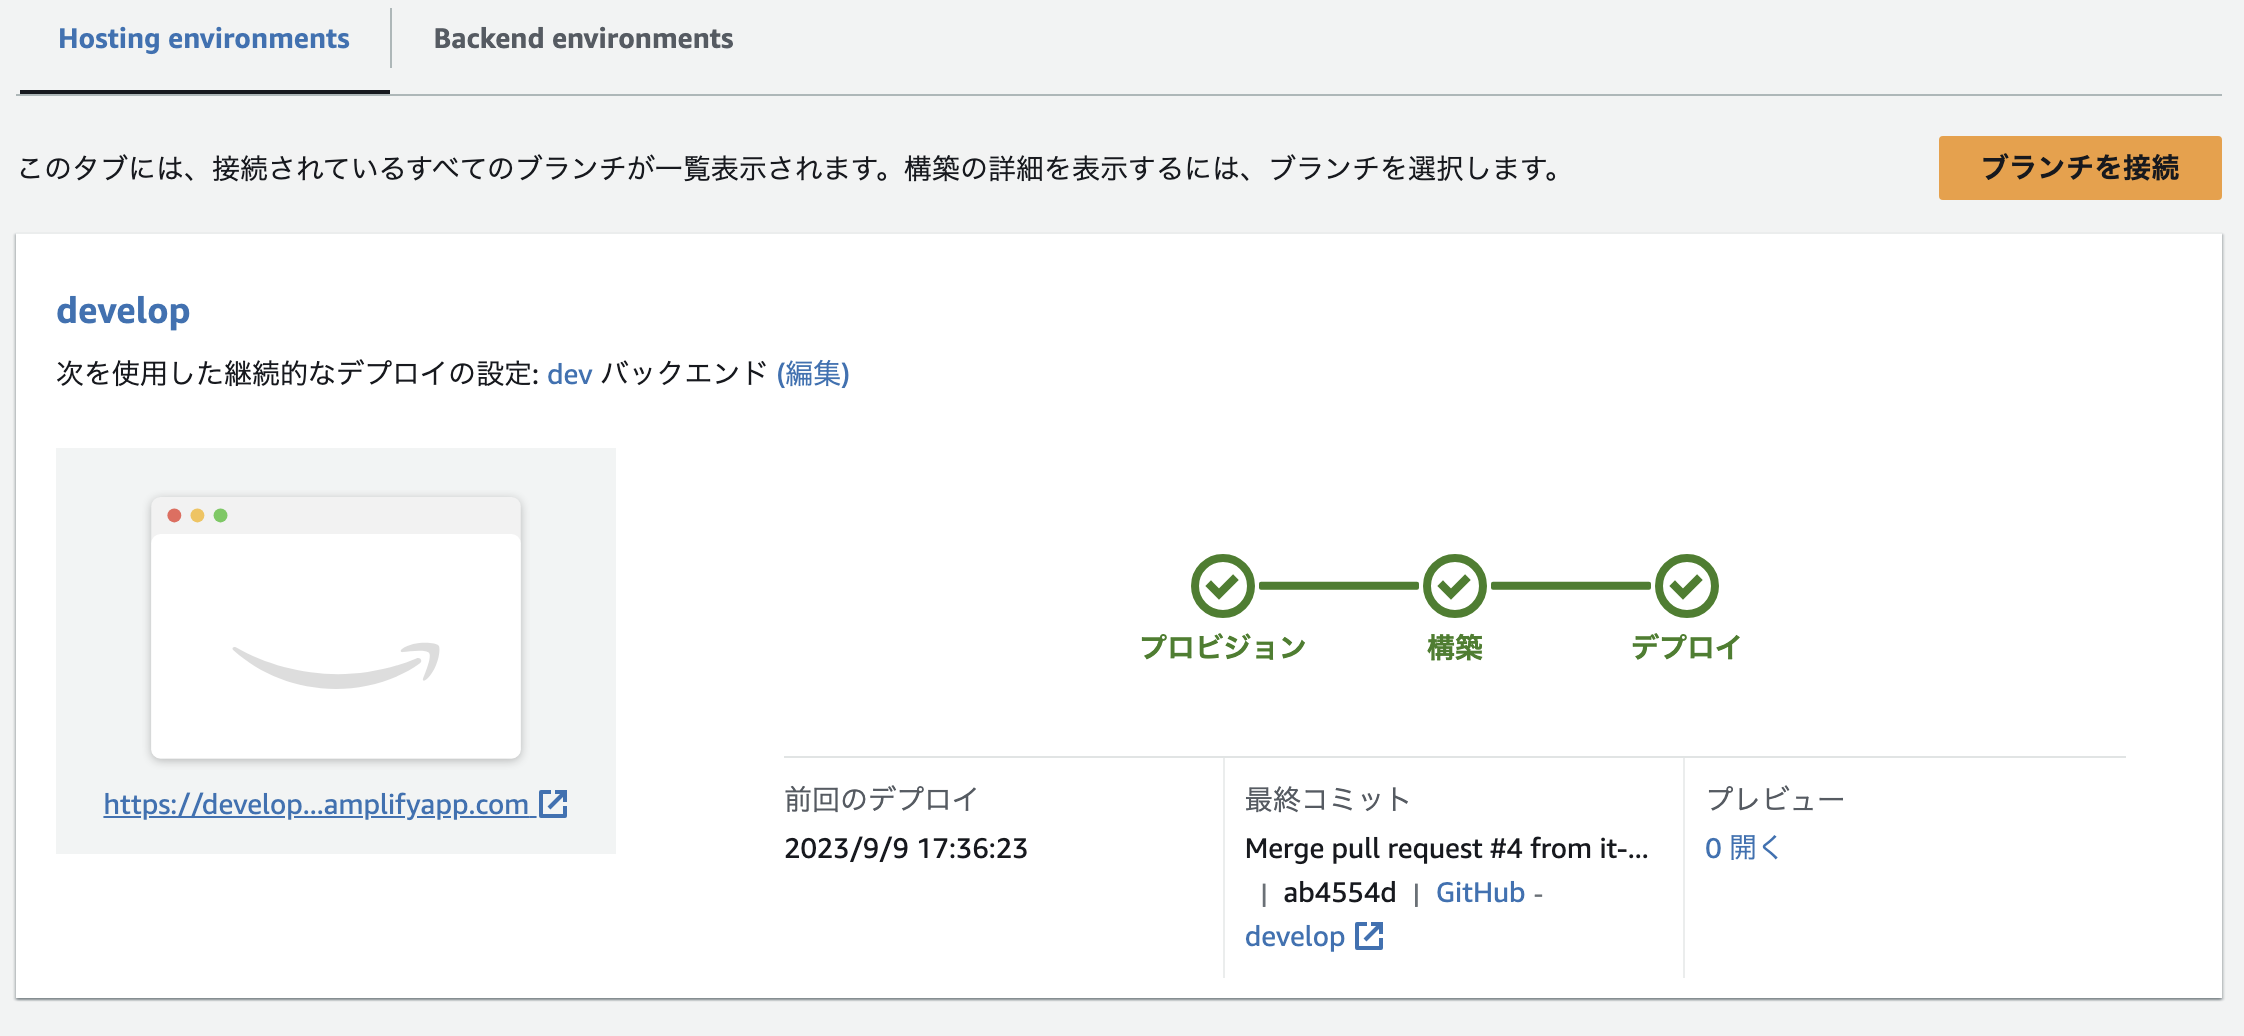 Hosting environments
Backend environments
このタブには、接続されているすべてのブランチが一覧表示されます。構築の詳細を表示するには、ブランチを選択します。
ブランチを接続
develop
次を使用した継続的なデプロイの設定: dev バックエンド (編集)
https://develop...amplifyapp.com
プロビジョン
構築
デプロイ
前回のデプロイ
2023/9/9 17:36:23
最終コミット
Merge pull request #4 from it-...
| ab4554d | GitHub -
develop
プレビュー
0 開く